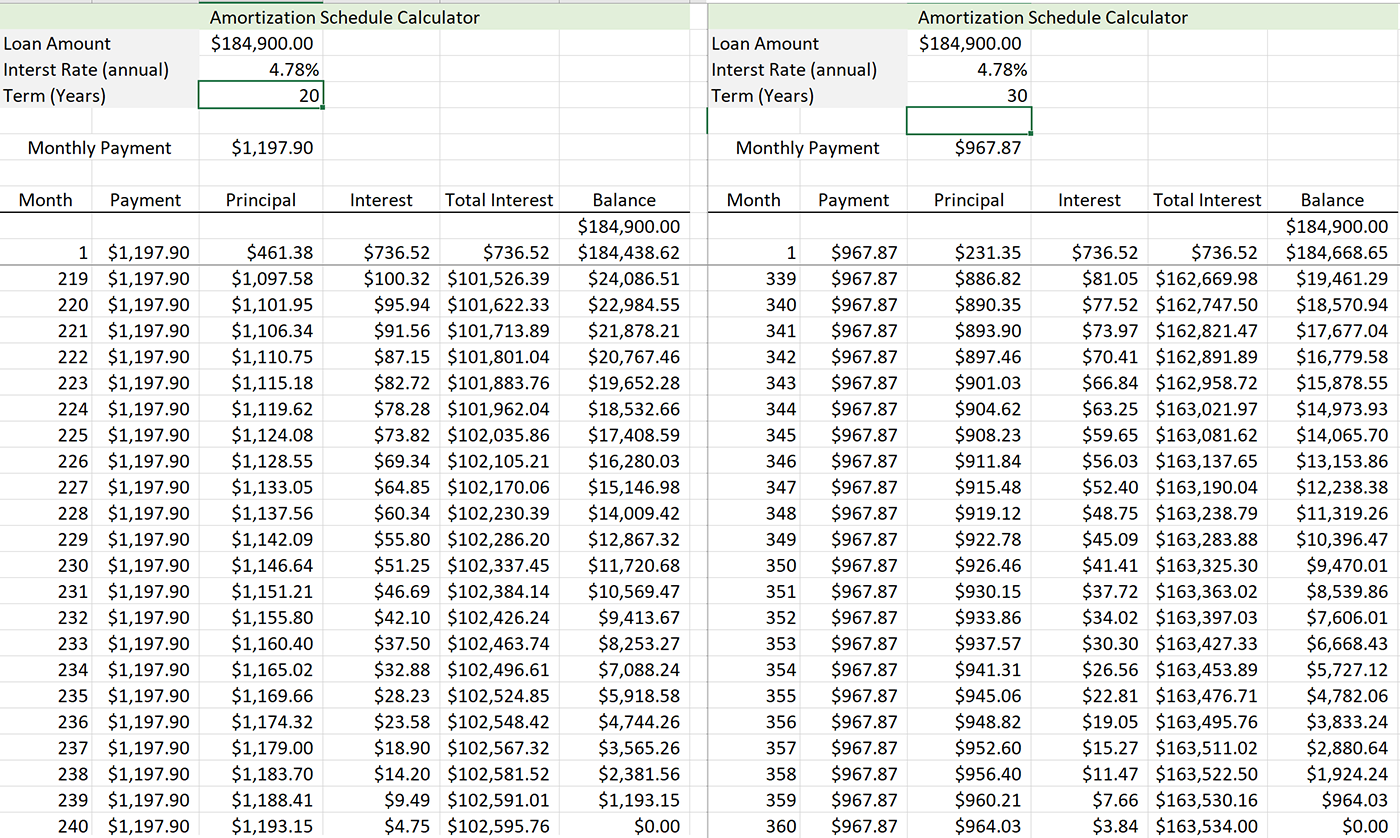 Amortization Schedule Calculator Amortization Schedule Calculator
Loan Amount $184,900.00 Loan Amount $184,900.00
Interst Rate (annual) 4.78% Interst Rate (annual) 4.78%
Term (Years) 20 Term (Years) 30
Monthly Payment $1,197.90 Monthly Payment $967.87
Month Payment Principal Interest Total Interest Balance Month Payment Principal Interest Total Interest Balance
$184,900.00 $184,900.00
1 $1,197.90 $461.38 $736.52 $736.52 $184,438.62 1 $967.87 $231.35 $736.52 $736.52 $184,668.65
219 $1,197.90 $1,097.58 $100.32 $101,526.39 $24,086.51 339 $967.87 $886.82 $81.05 $162,669.98 $19,461.29
220 $1,197.90 $1,101.95 $95.94 $101,622.33 $22,984.55 340 $967.87 $890.35 $77.52 $162,747.50 $18,570.94
221 $1,197.90 $1,106.34 $91.56 $101,713.89 $21,878.21 341 $967.87 $893.90 $73.97 $162,821.47 $17,677.04
222 $1,197.90 $1,110.75 $87.15 $101,801.04 $20,767.46 342 $967.87 $897.46 $70.41 $162,891.89 $16,779.58
223 $1,197.90 $1,115.18 $82.72 $101,883.76 $19,652.28 343 $967.87 $901.03 $66.84 $162,958.72 $15,878.55
224 $1,197.90 $1,119.62 $78.28 $101,962.04 $18,532.66 344 $967.87 $904.62 $63.25 $163,021.97 $14,973.93
225 $1,197.90 $1,124.08 $73.82 $102,035.86 $17,408.59 345 $967.87 $908.23 $59.65 $163,081.62 $14,065.70
226 $1,197.90 $1,128.55 $69.34 $102,105.21 $16,280.03 346 $967.87 $911.84 $56.03 $163,137.65 $13,153.86
227 $1,197.90 $1,133.05 $64.85 $102,170.06 $15,146.98 347 $967.87 $915.48 $52.40 $163,190.04 $12,238.38
228 $1,197.90 $1,137.56 $60.34 $102,230.39 $14,009.42 348 $967.87 $919.12 $48.75 $163,238.79 $11,319.26
229 $1,197.90 $1,142.09 $55.80 $102,286.20 $12,867.32 349 $967.87 $922.78 $45.09 $163,283.88 $10,396.47
230 $1,197.90 $1,146.64 $51.25 $102,337.45 $11,720.68 350 $967.87 $926.46 $41.41 $163,325.30 $9,470.01
231 $1,197.90 $1,151.21 $46.69 $102,384.14 $10,569.47 351 $967.87 $930.15 $37.72 $163,363.02 $8,539.86
232 $1,197.90 $1,155.80 $42.10 $102,426.24 $9,413.67 352 $967.87 $933.86 $34.02 $163,397.03 $7,606.01
233 $1,197.90 $1,160.40 $37.50 $102,463.74 $8,253.27 353 $967.87 $937.57 $30.30 $163,427.33 $6,668.43
234 $1,197.90 $1,165.02 $32.88 $102,496.61 $7,088.24 354 $967.87 $941.31 $26.56 $163,453.89 $5,727.12
235 $1,197.90 $1,169.66 $28.23 $102,524.85 $5,918.58 355 $967.87 $945.06 $22.81 $163,476.71 $4,782.06
236 $1,197.90 $1,174.32 $23.58 $102,548.42 $4,744.26 356 $967.87 $948.82 $19.05 $163,495.76 $3,833.24
237 $1,197.90 $1,179.00 $18.90 $102,567.32 $3,565.26 357 $967.87 $952.60 $15.27 $163,511.02 $2,880.64
238 $1,197.90 $1,183.70 $14.20 $102,581.52 $2,381.56 358 $967.87 $956.40 $11.47 $163,522.50 $1,924.24
239 $1,197.90 $1,188.41 $9.49 $102,591.01 $1,193.15 359 $967.87 $960.21 $7.66 $163,530.16 $964.03
240 $1,197.90 $1,193.15 $4.75 $102,595.76 $0.00 360 $967.87 $964.03 $3.84 $163,534.00 $0.00